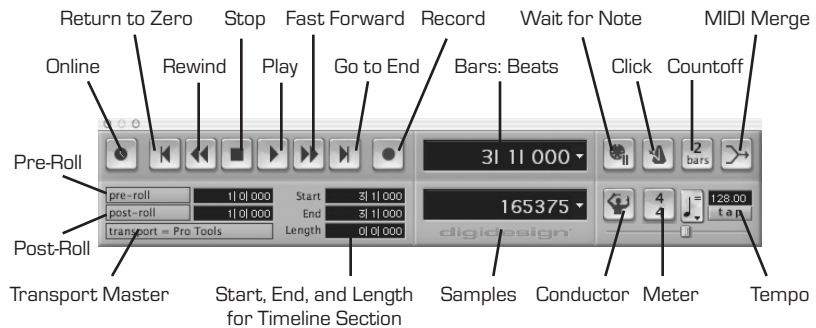 Return to Zero Stop Fast Forward Record Wait for Note MIDI Merge
Online Rewind Play Go to End Bars: Beats Click Countoff
3| 1| 000
2
bars
Pre-Roll
pre-roll 1| 0| 000 Start 3| 1| 000
165375
4
4
=
128.00
post-roll 1| 0| 000 End 3| 1| 000
tap
transport = Pro Tools Length 0| 0| 000
digidesign
Post-Roll
Transport Master Start, End, and Length Samples Conductor Meter Tempo
for Timeline Section